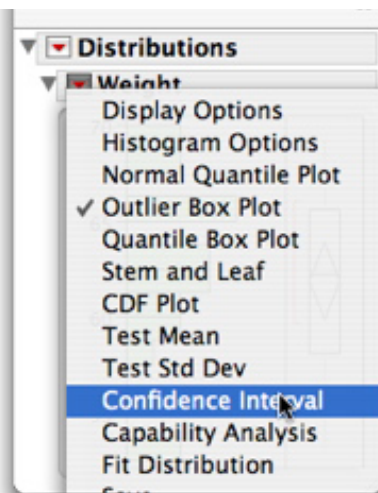 Distributions
Weight
Display Options
Histogram Options
Normal Quantile Plot
Outlier Box Plot
Quantile Box Plot
Stem and Leaf
CDF Plot
Test Mean
Test Std Dev
Confidence Interval
Capability Analysis
Fit Distribution